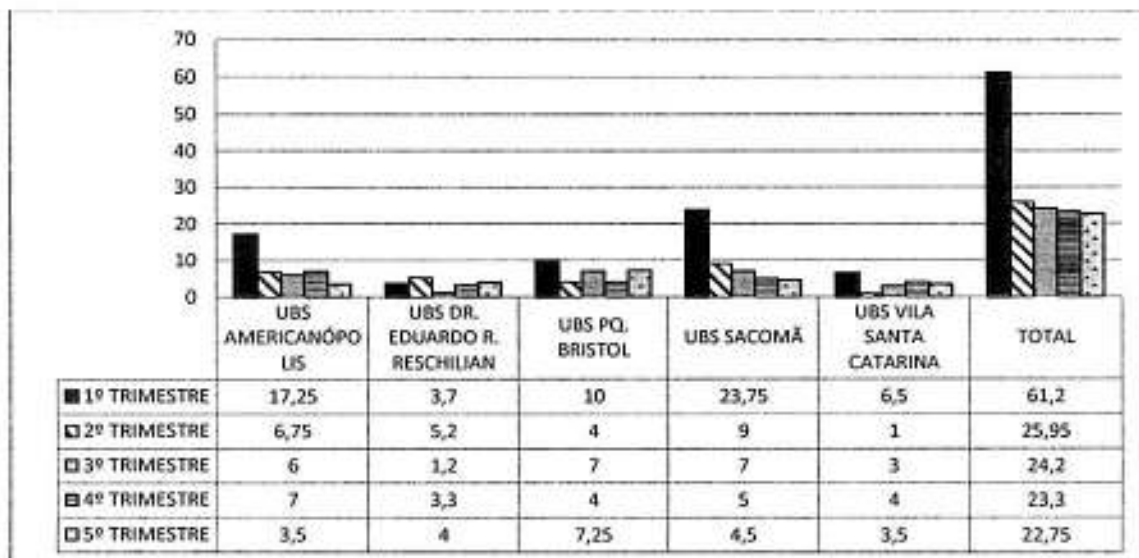 70
60
50
40
30
20
10
0
UBS AMERICANÓPO LIS
UBS DR. EDUARDO R. RESCHILIAN
UBS PQ. BRISTOL
UBS SACOMÃ
UBS VILA SANTA CATARINA
TOTAL
1º TRIMESTRE 17,25 3,7 10 23,75 6,5 61,2
2º TRIMESTRE 6,75 5,2 4 9 1 25,95
3º TRIMESTRE 6 1,2 7 7 3 24,2
4º TRIMESTRE 7 3,3 4 5 4 23,3
5º TRIMESTRE 3,5 4 7,25 4,5 3,5 22,75